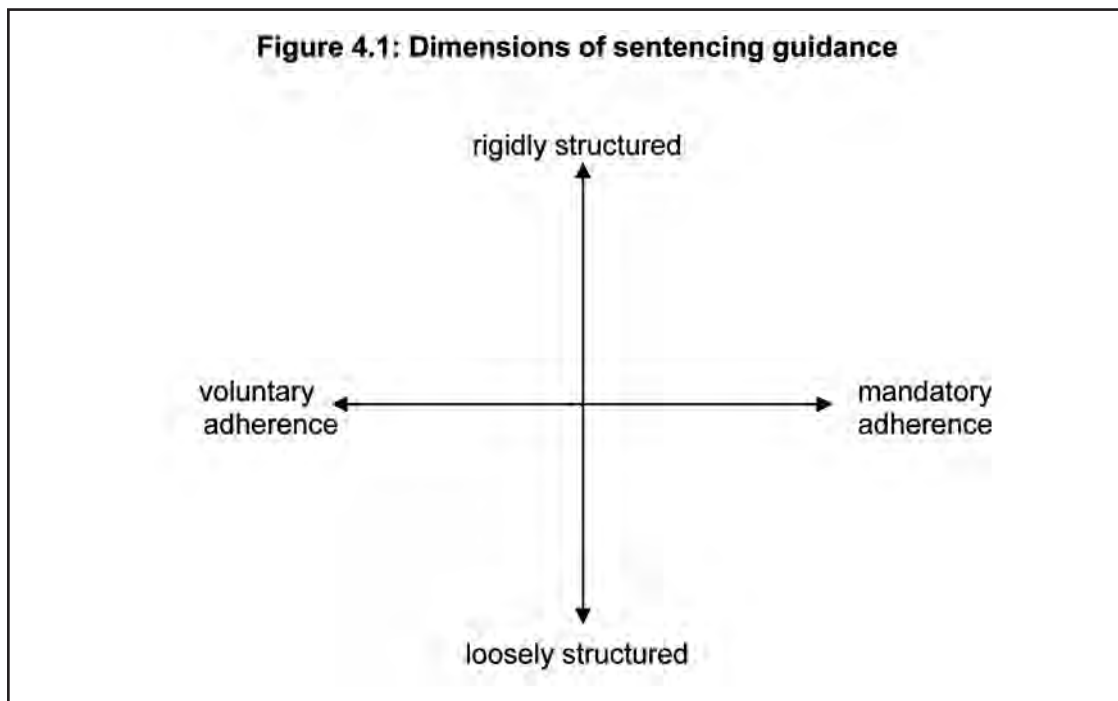 Figure 4.1: Dimensions of sentencing guidance
rigidly structured
voluntary
adherence
mandatory
adherence
loosely structured